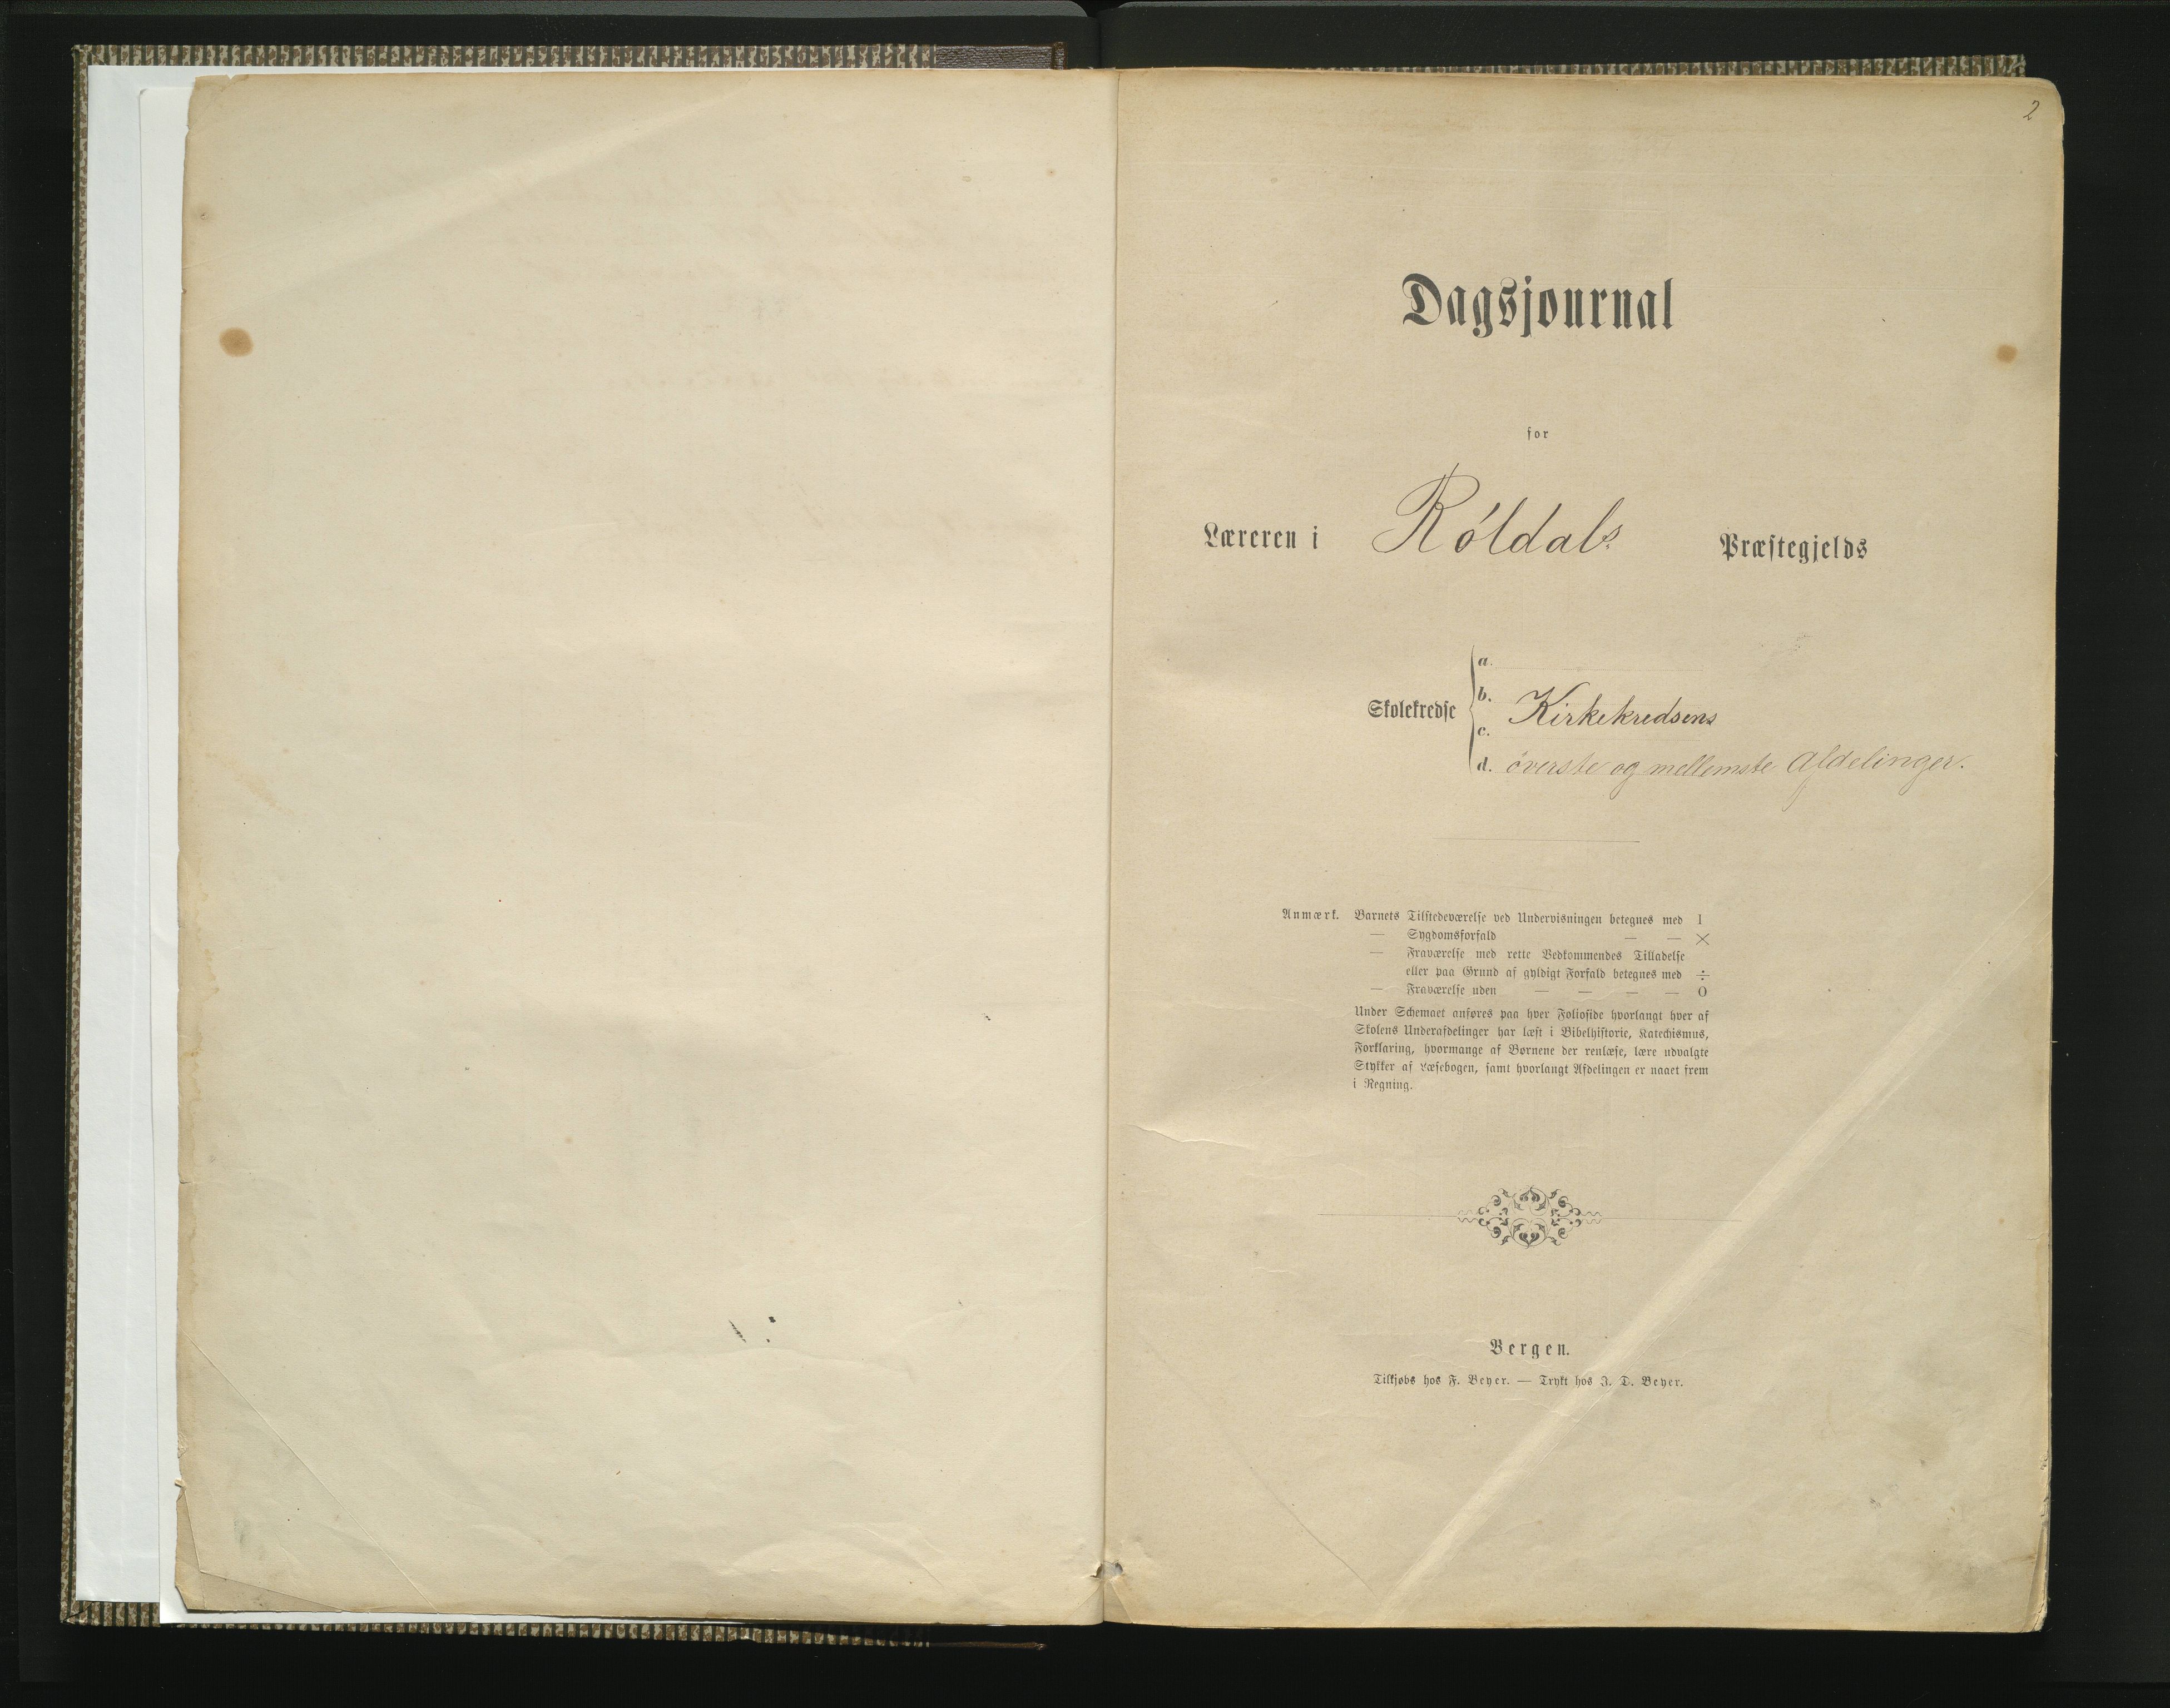 2
Dagsjournal
for
Læreren i Róldals Præstegjelds
Skolekredse
a.
b. Kirkekredsens
c.
d. óverste og mellemste Afdelinger.
Anmærk. Barnets Tilstedeværelse ved Undervisningen betegnes med I
— Sygdomsforfald — — ×
— Fraværelse med rette Vedkommendes Tilladelse
eller paa Grund af gyldigt Forfald betegnes med ÷
— Fraværelse uden — — — — O
Under Schemaet anføres paa hver Folioside hvorlangt hver af
Skolens Underafdelinger har læst i Bibelhistorie, Katechismus,
Forklaring, hvormange af Børnene der renlæse, lære udvalgte
Stykker af Læsebogen, samt hvorlangt Afdelingen er naaet frem
i Regning.
Bergen.
Tilkjøbs hos F. Beyer. — Trykt hos J. D. Beyer.